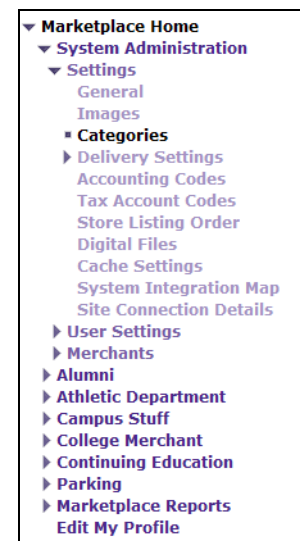 Marketplace Home
System Administration
Settings
General
Images
Categories
Delivery Settings
Accounting Codes
Tax Account Codes
Store Listing Order
Digital Files
Cache Settings
System Integration Map
Site Connection Details
User Settings
Merchants
Alumni
Athletic Department
Campus Stuff
College Merchant
Continuing Education
Parking
Marketplace Reports
Edit My Profile